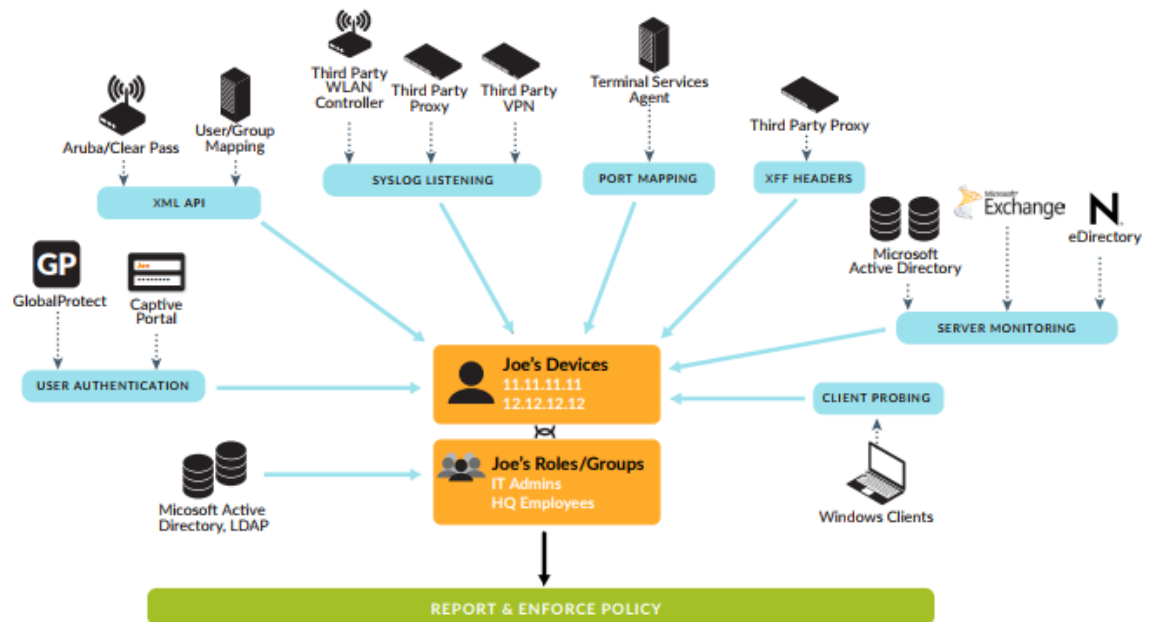 Third Party
WLAN
Controller
Third Party
Proxy
Third Party
VPN
Terminal Services
Agent
Third Party Proxy
Aruba/Clear Pass
User/Group
Mapping
SYSLOG LISTENING
PORT MAPPING
XFF HEADERS
XML API
Microsoft
Exchange
N
eDirectory
Microsoft
Active Directory
GP
GlobalProtect
Joe
Captive
Portal
SERVER MONITORING
USER AUTHENTICATION
Joe's Devices
11.11.11.11
12.12.12.12
CLIENT PROBING
Joe's Roles/Groups
IT Admins
HQ Employees
Micosoft Active
Directory, LDAP
Windows Clients
REPORT & ENFORCE POLICY